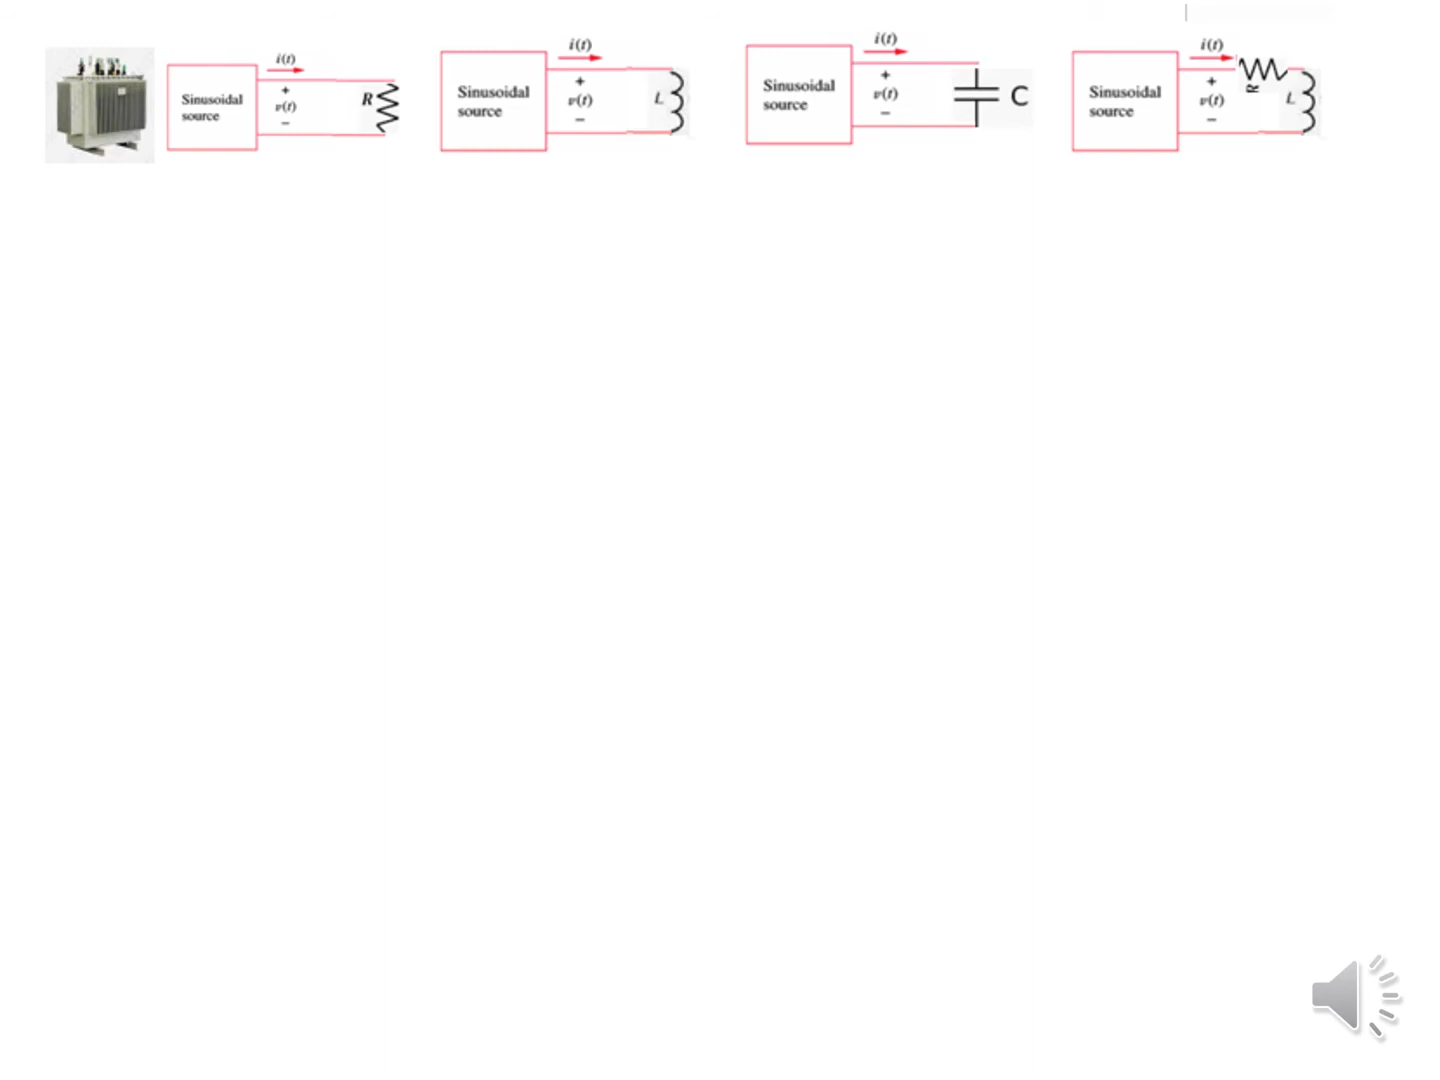 i(t)
Sinusoidal
source
+
v(t)
−
R
i(t)
Sinusoidal
source
+
v(t)
−
L
i(t)
Sinusoidal
source
+
v(t)
−
C
i(t)
Sinusoidal
source
+
v(t)
−
R
L